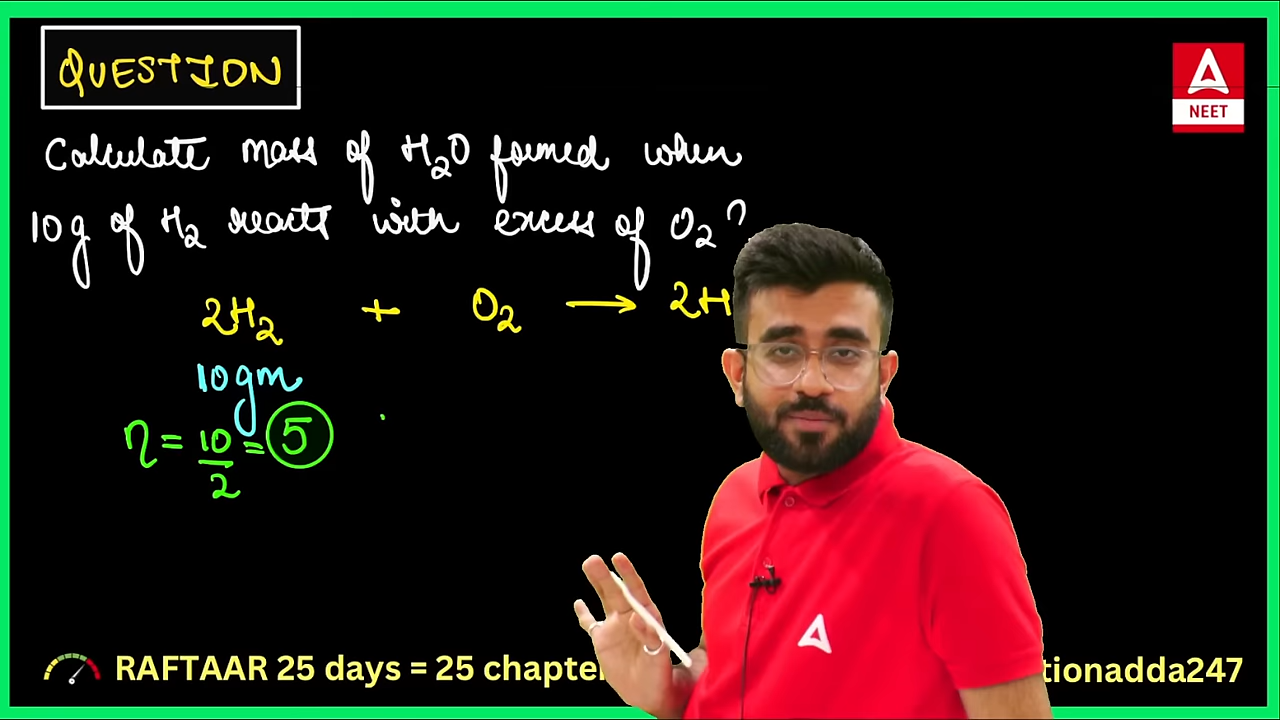 QUESTION
NEET
Calculate mass of H₂O formed when
10g of H₂ reacts with excess of O₂?
2H₂ + O₂ → 2H
10gm
η = 10/2 = 5
RAFTAAR 25 days = 25 chapte
tionadda247